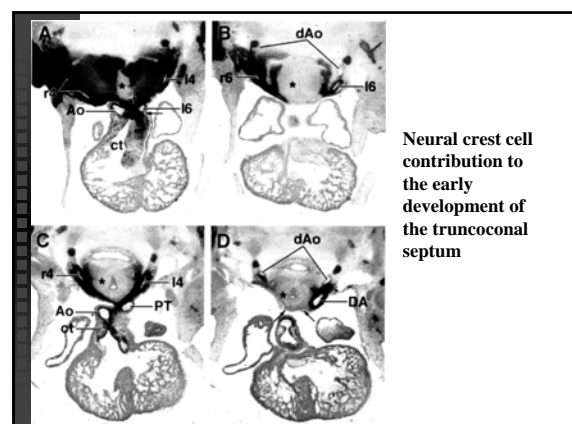 A
B
dAo
r4
l4
r6
l6
Ao
l6
ct
Neural crest cell
contribution to
the early
development of
the truncoconal
septum
C
D
dAo
r4
l4
DA
Ao
PT
ct